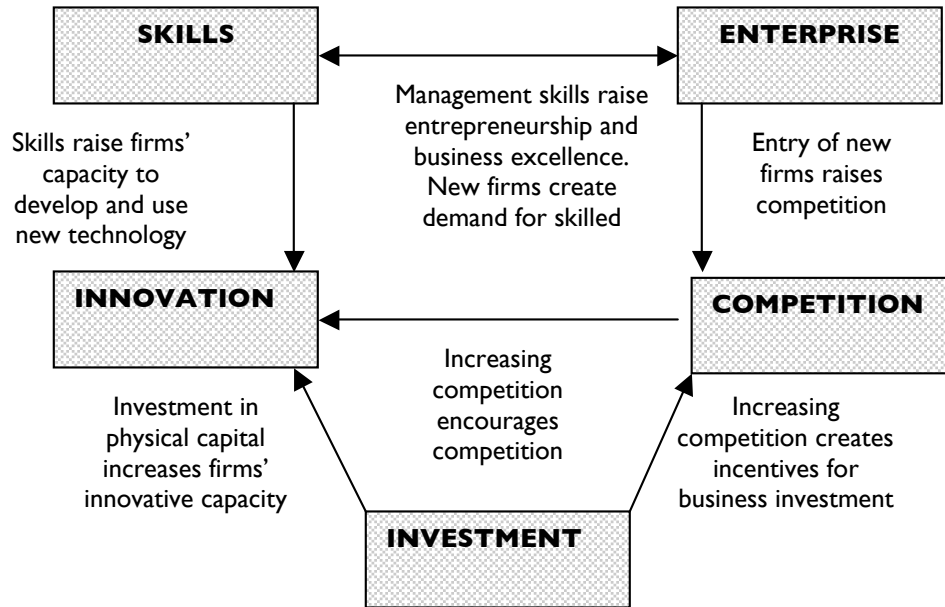 SKILLS
ENTERPRISE
Management skills raise
entrepreneurship and
business excellence.
New firms create
demand for skilled
Skills raise firms’
capacity to
develop and use
new technology
Entry of new
firms raises
competition
INNOVATION
COMPETITION
Increasing
competition
encourages
competition
Investment in
physical capital
increases firms’
innovative capacity
Increasing
competition creates
incentives for
business investment
INVESTMENT